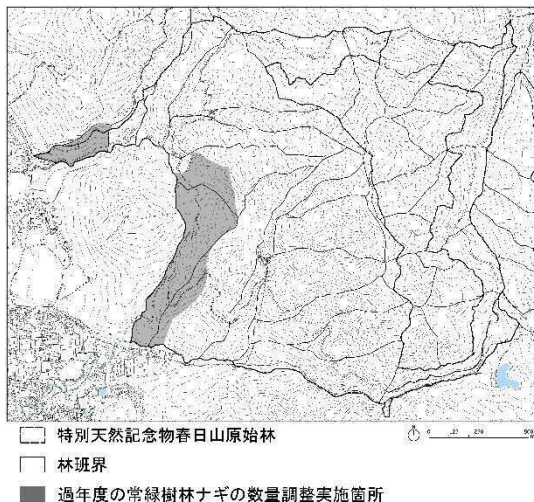 特別天然記念物春日山原始林
林班界
過年度の常緑樹林ナギの数量調整実施箇所